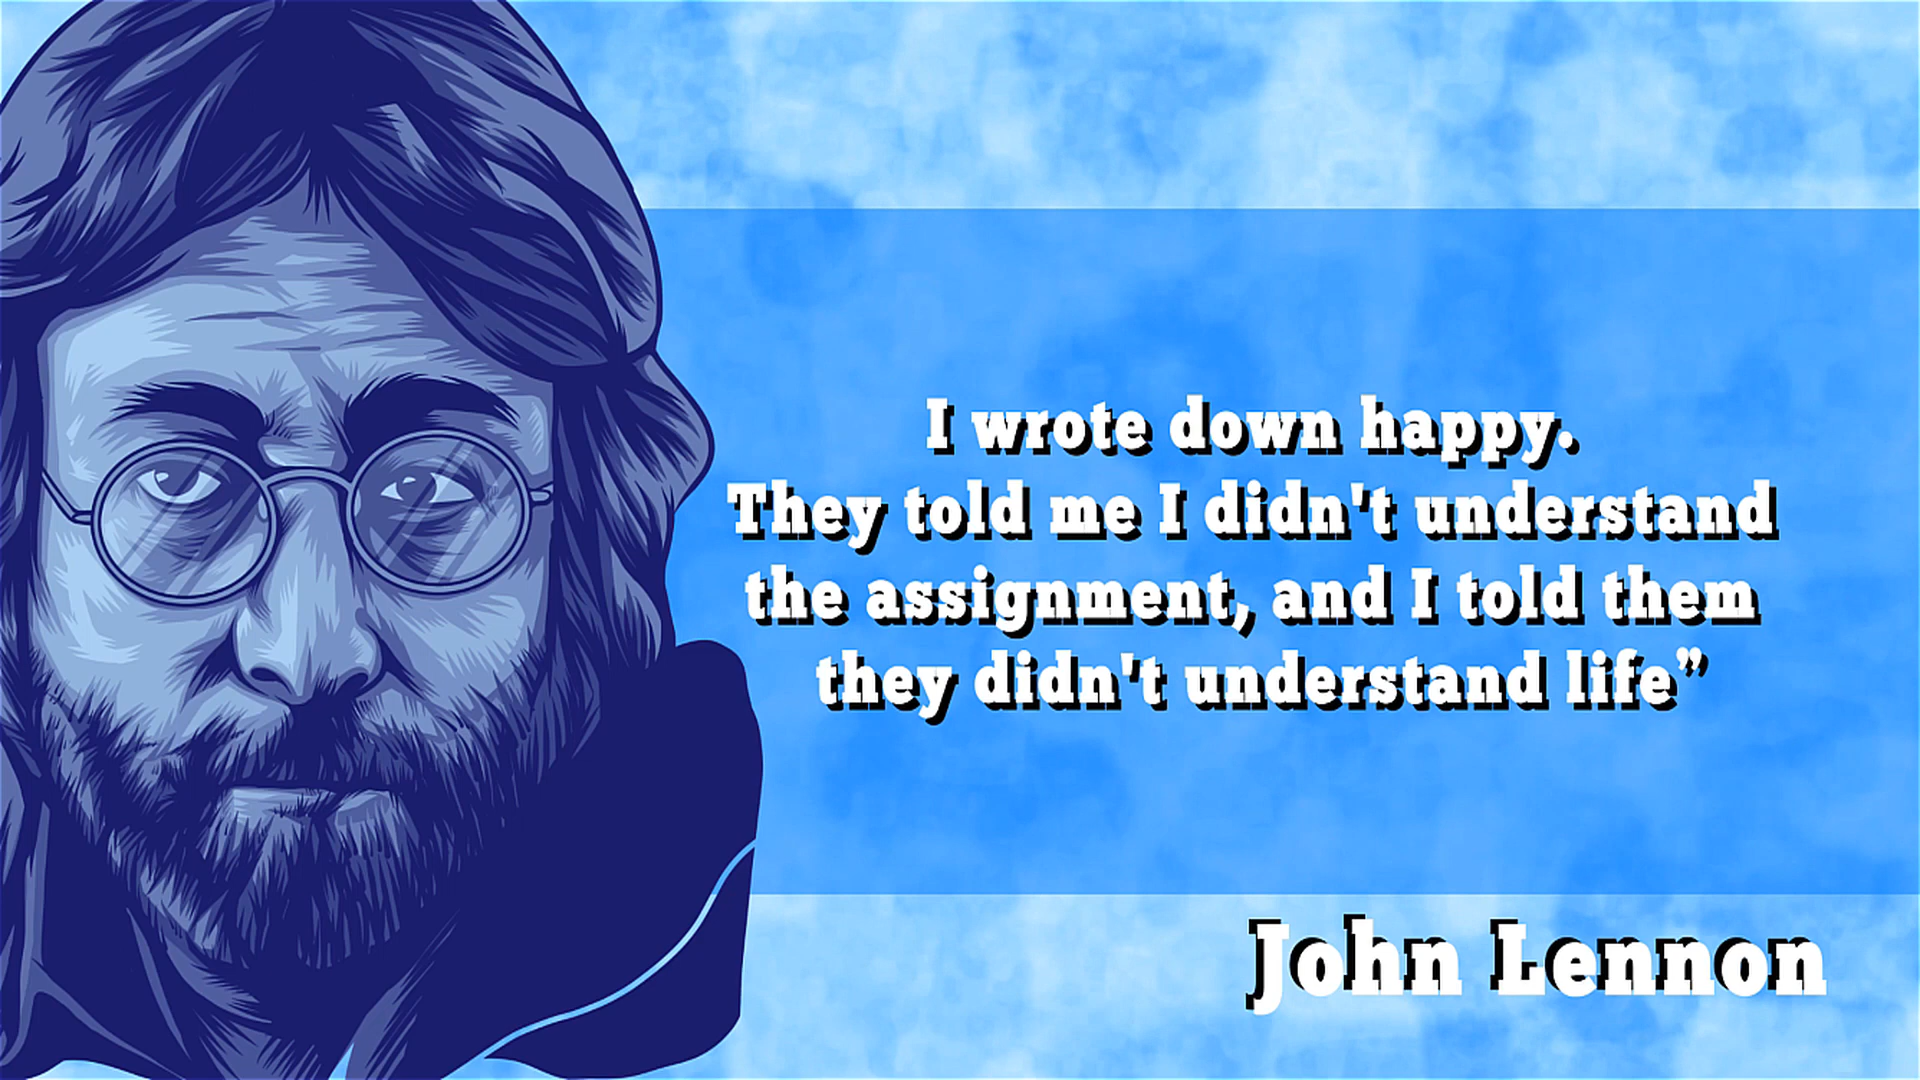 I wrote down happy.
They told me I didn't understand
the assignment, and I told them
they didn't understand life”
John Lennon